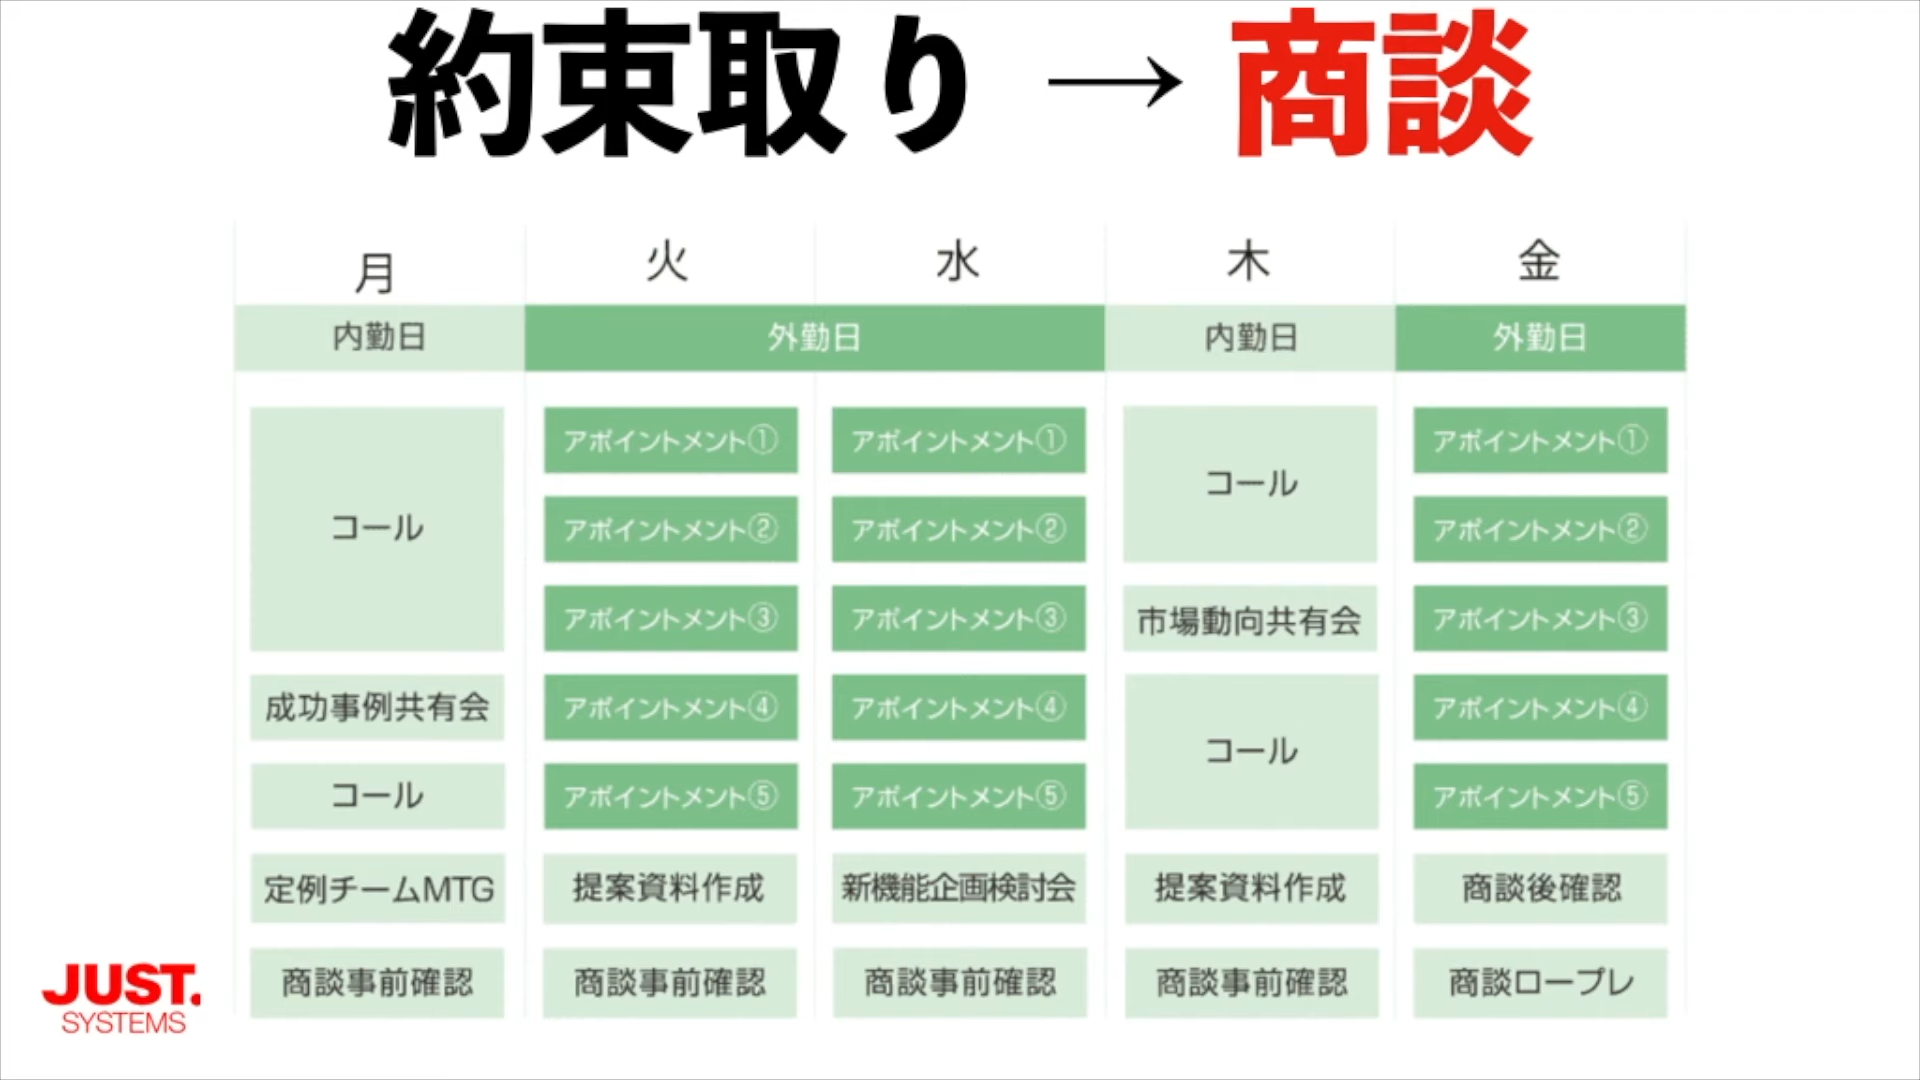 約束取り → 商談
月 火 水 木 金
内勤日 外勤日 内勤日 外勤日
コール
成功事例共有会
コール
定例チームMTG
商談事前確認
アポイントメント①
アポイントメント②
アポイントメント③
アポイントメント④
アポイントメント⑤
提案資料作成
商談事前確認
アポイントメント①
アポイントメント②
アポイントメント③
アポイントメント④
アポイントメント⑤
新機能企画検討会
商談事前確認
コール
市場動向共有会
コール
提案資料作成
商談事前確認
アポイントメント①
アポイントメント②
アポイントメント③
アポイントメント④
アポイントメント⑤
商談後確認
商談ロープレ
JUST.
SYSTEMS